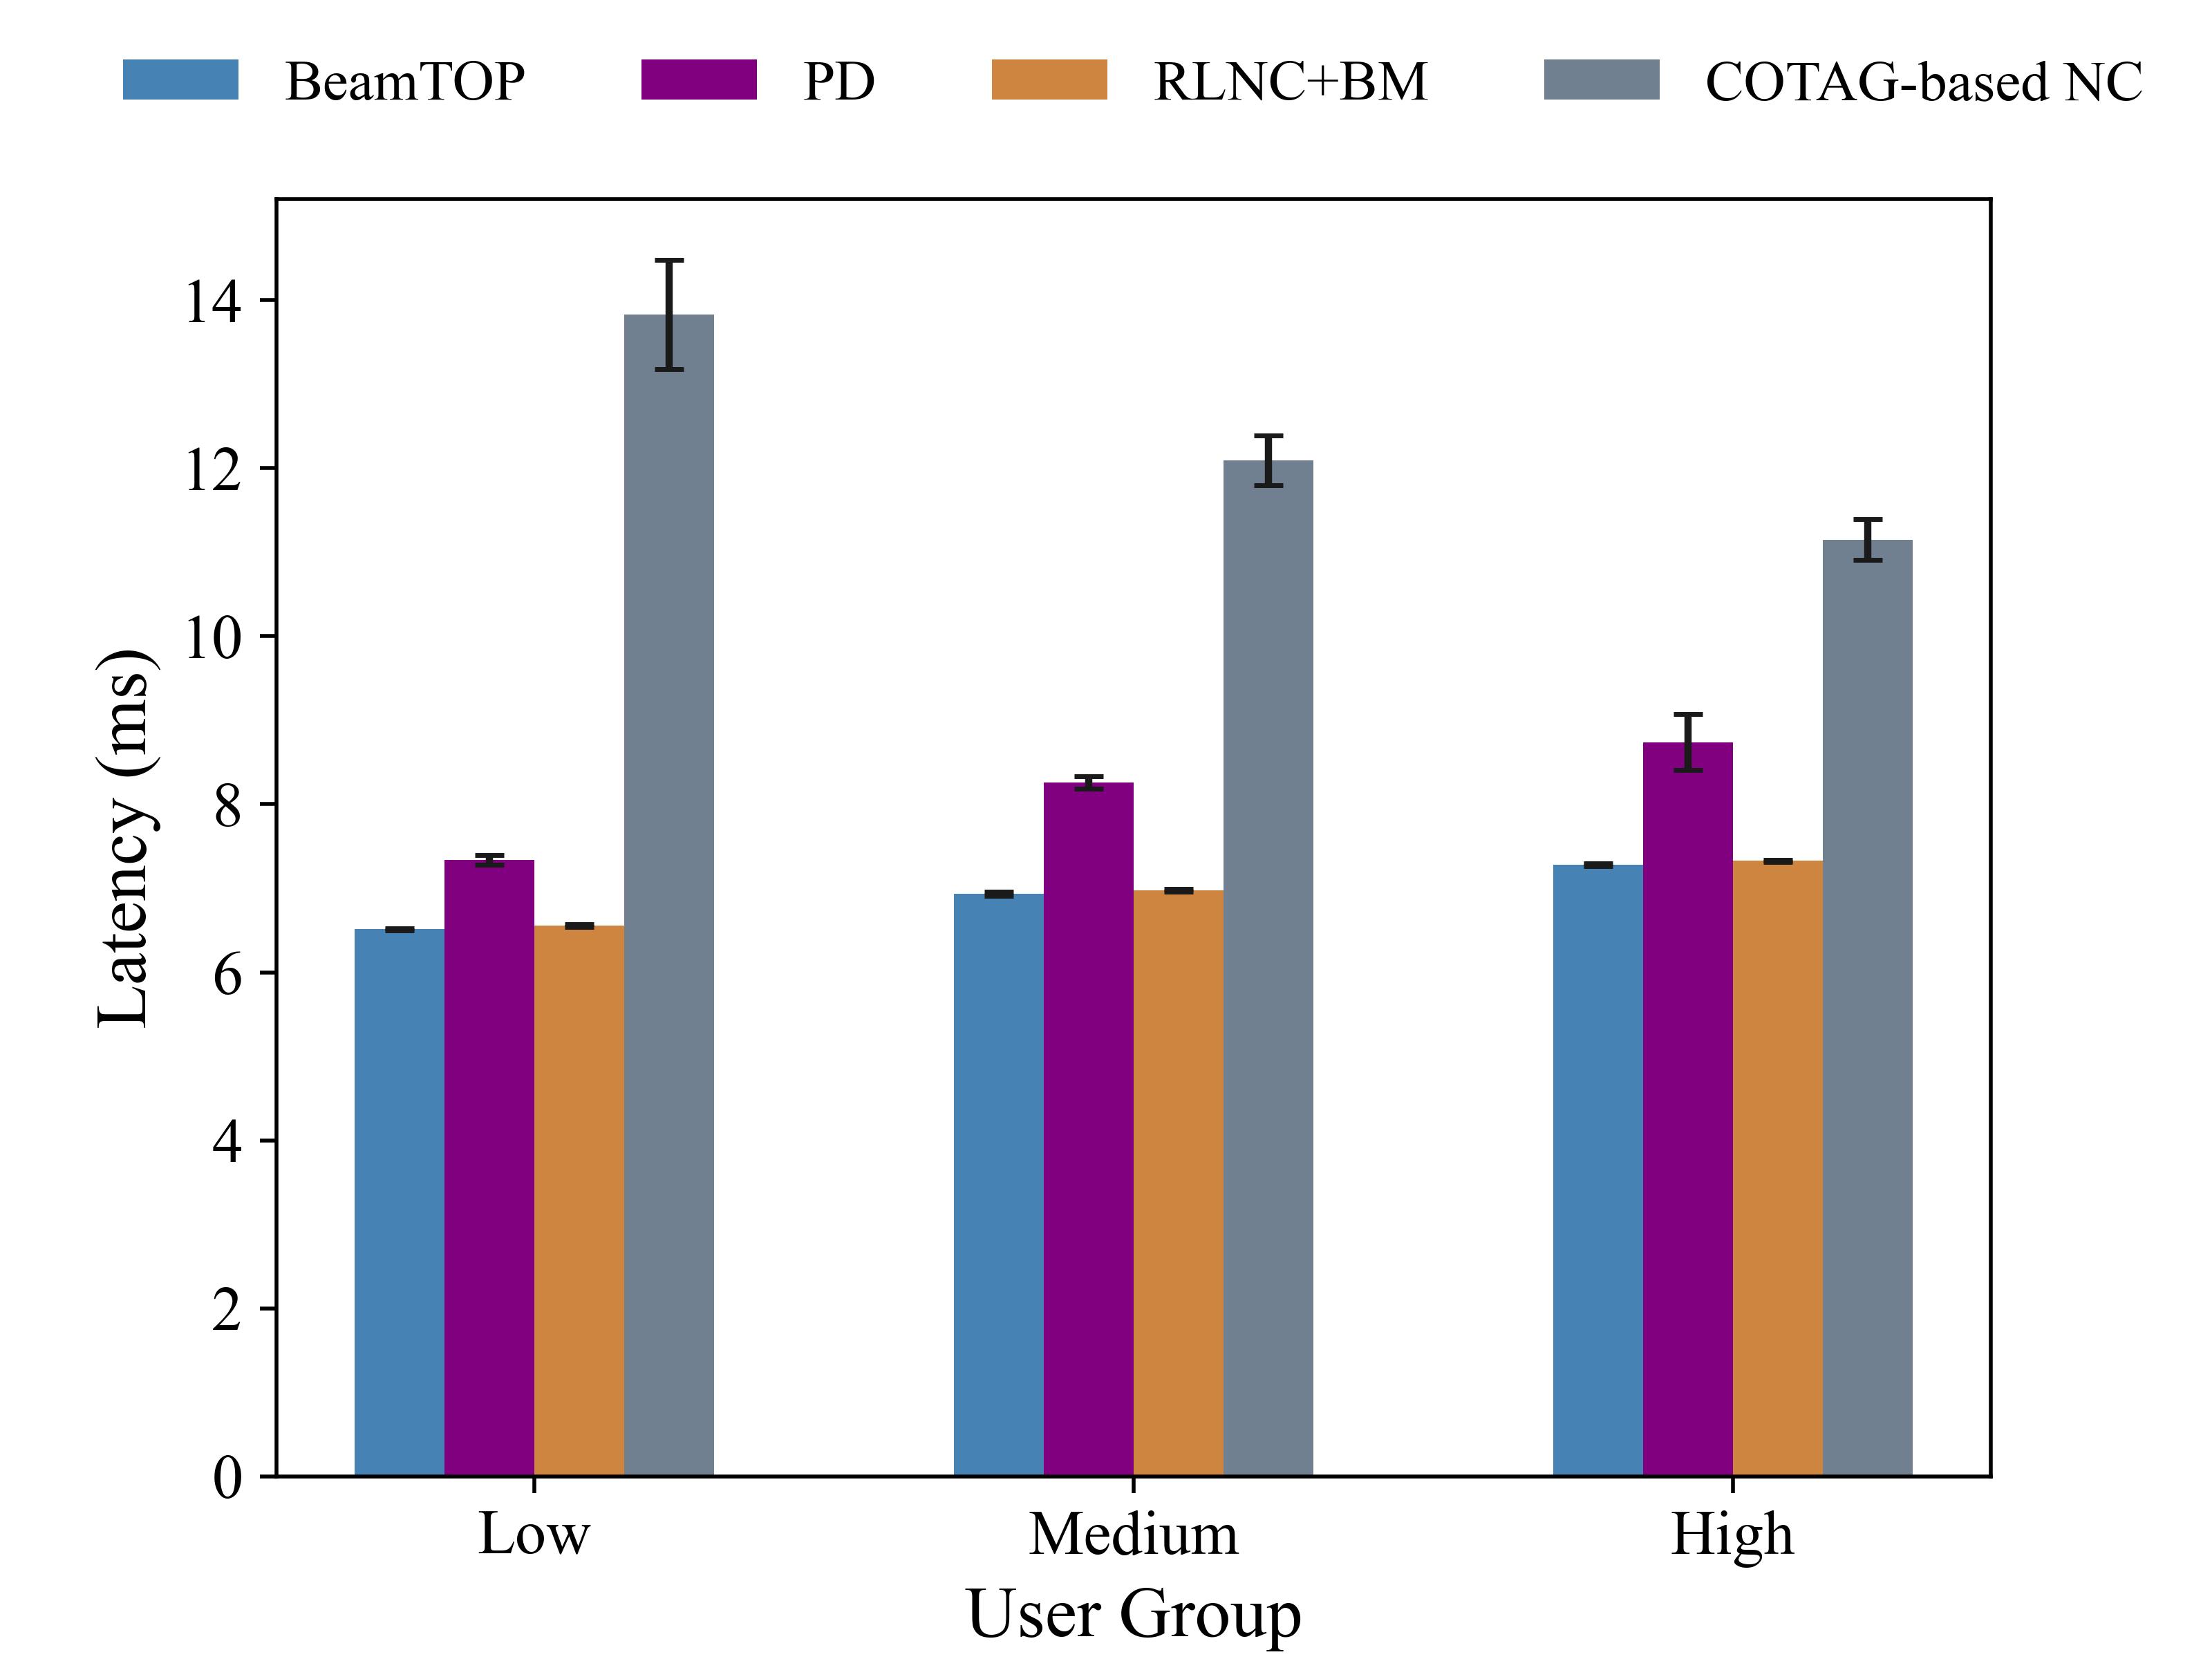 BeamTOP PD RLNC+BM COTAG-based NC
Latency (ms)
14
12
10
8
6
4
2
0
Low Medium High
User Group